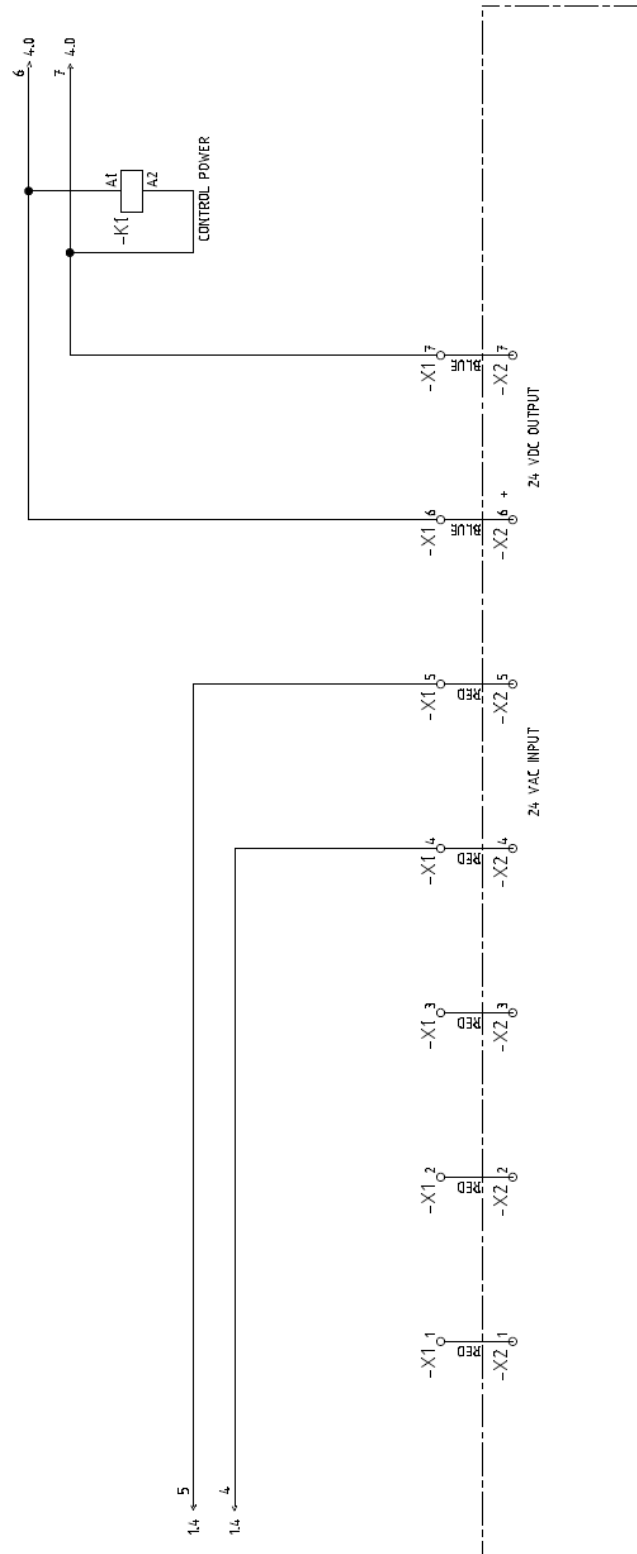 6
4.0
7
4.D
A1
A2
-K1
CONTROL POWER
5
1.4
4
1.4
-X1 1
-X1 2
-X1 3
-X1 4
-X1 5
-X1 6
-X1 7
RED
RED
RED
RED
RED
BLUE
BLUE
-X2 1
-X2 2
-X2 3
-X2 4
-X2 5
-X2 6 +
-X2 7
24 VAC INPUT
24 VDC OUTPUT